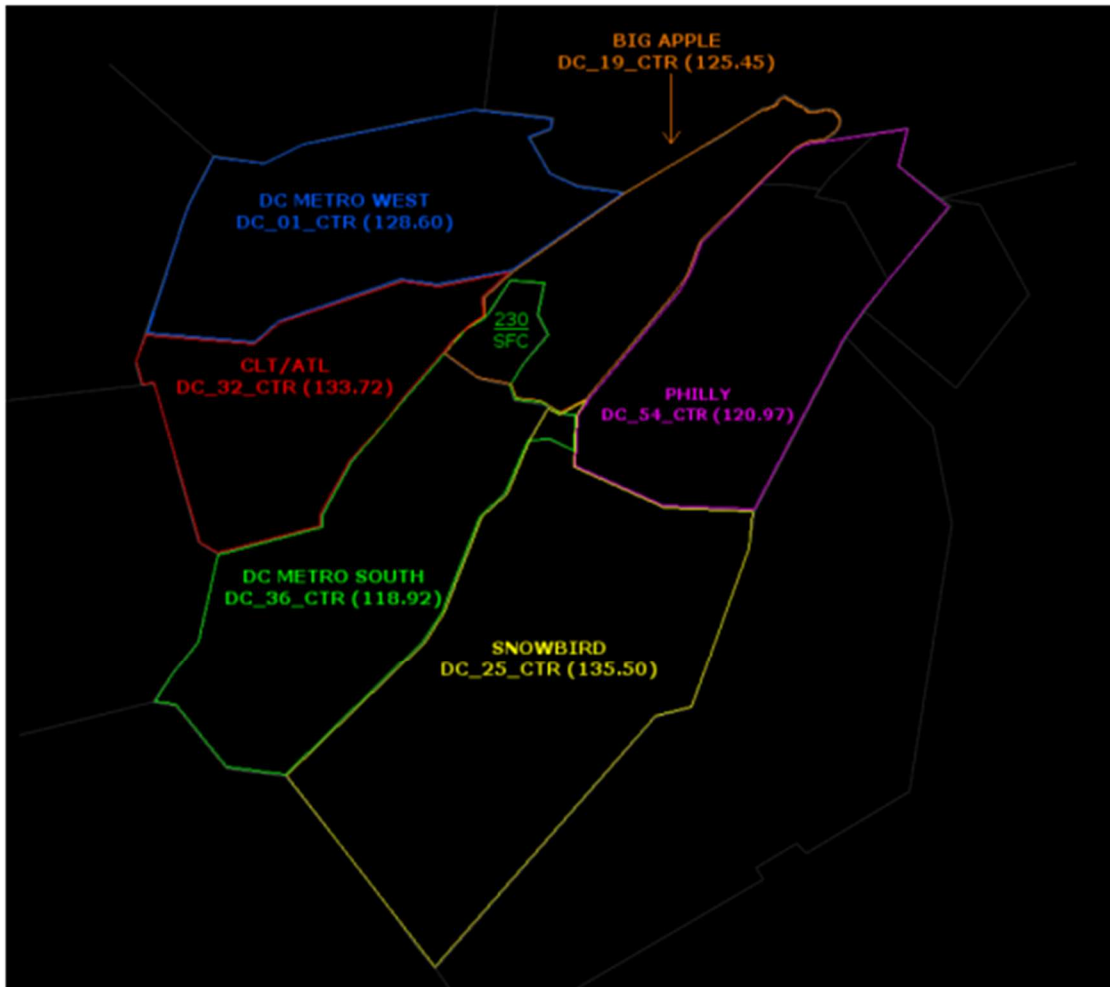 BIG APPLE
DC_19_CTR (125.45)
DC METRO WEST
DC_01_CTR (128.60)
230
SFC
CLT/ATL
DC_32_CTR (133.72)
PHILLY
DC_54_CTR (120.97)
DC METRO SOUTH
DC_36_CTR (118.92)
SNOWBIRD
DC_25_CTR (135.50)